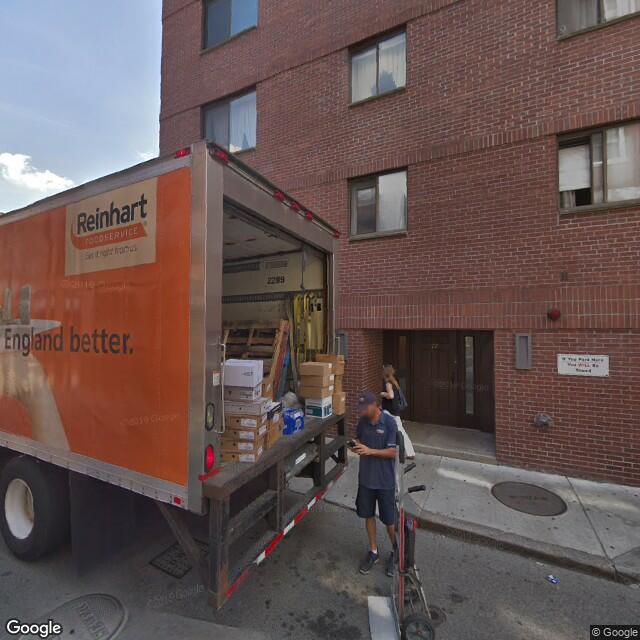 Reinhart
FOODSERVICE
Get it right from us.
England better.
2289
27
If You Park Here
You Will Be
Towed
Google
© Google